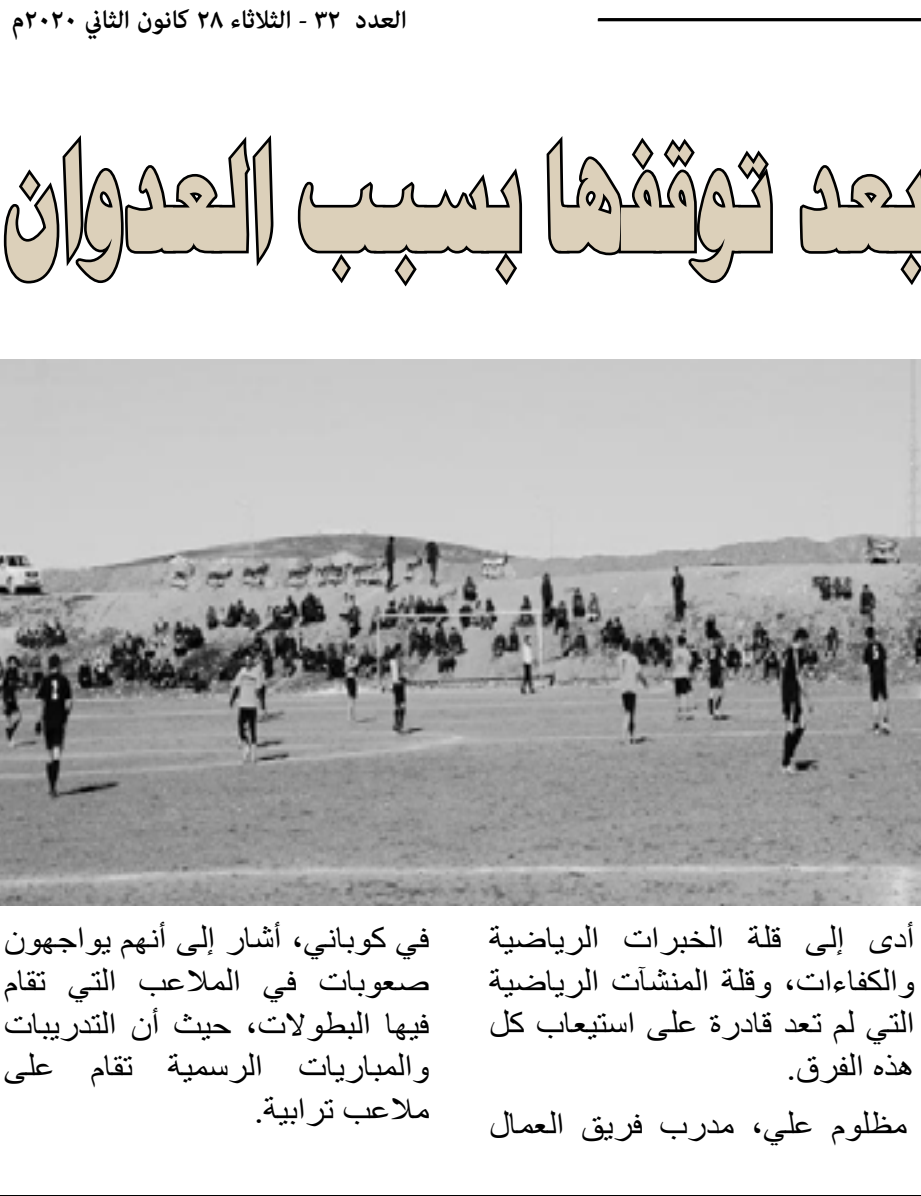 العدد ٣٢ - الثلاثاء ٢٨ كانون الثاني ٢٠٢٠م
بعد توقفها بسبب العدوان
أدى إلى قلة الخبرات الرياضية
والكفاءات، وقلة المنشآت الرياضية
التي لم تعد قادرة على استيعاب كل
هذه الفرق.
مظلوم علي، مدرب فريق العمال
في كوباني، أشار إلى أنهم يواجهون
صعوبات في الملاعب التي تقام
فيها البطولات، حيث أن التدريبات
والمباريات الرسمية تقام على
ملاعب ترابية.